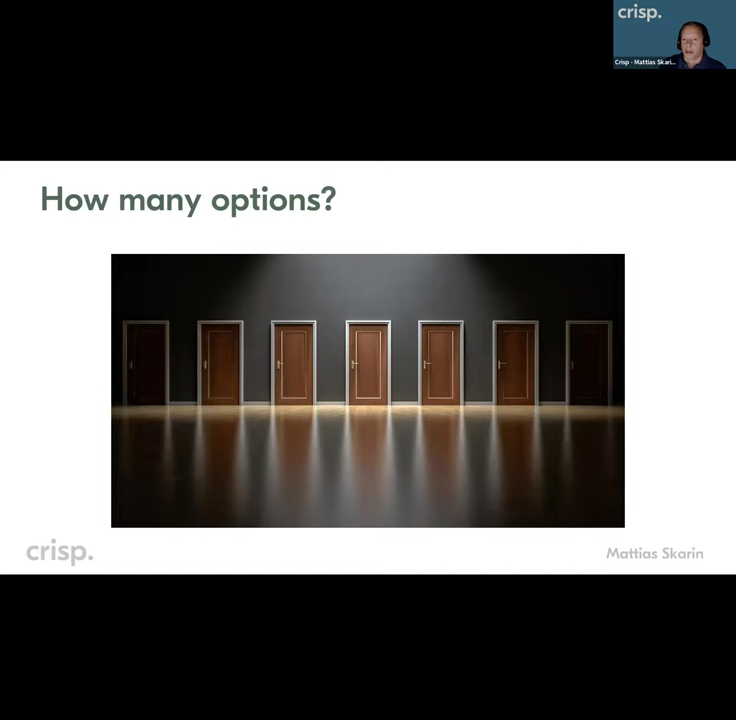 crisp.
Crisp - Mattias Skari...
How many options?
crisp.
Mattias Skarin